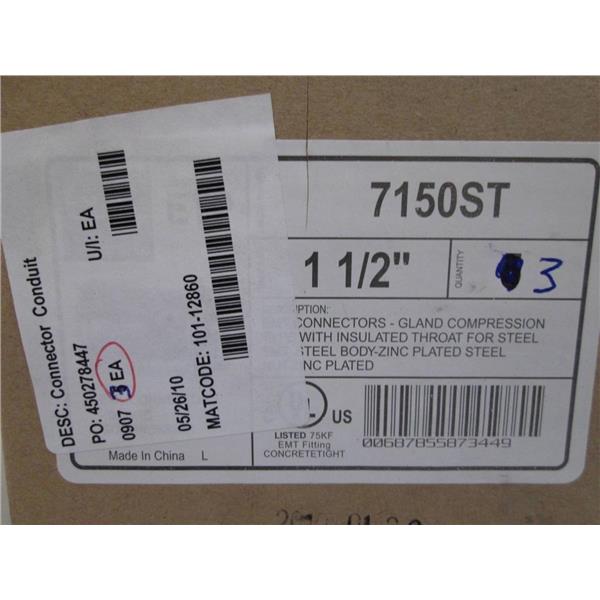 DESC: Connector Conduit
U/I: EA
PO: 450278447
0907 3 EA
05/26/10
MATCODE: 101-12860
7150ST
1 1/2"
QUANTITY
3
CONNECTORS - GLAND COMPRESSION
WITH INSULATED THROAT FOR STEEL
STEEL BODY-ZINC PLATED STEEL
PLATED
US
LISTED 75KF
EMT Fitting
CONCRETETIGHT
00687855873449
Made In China L